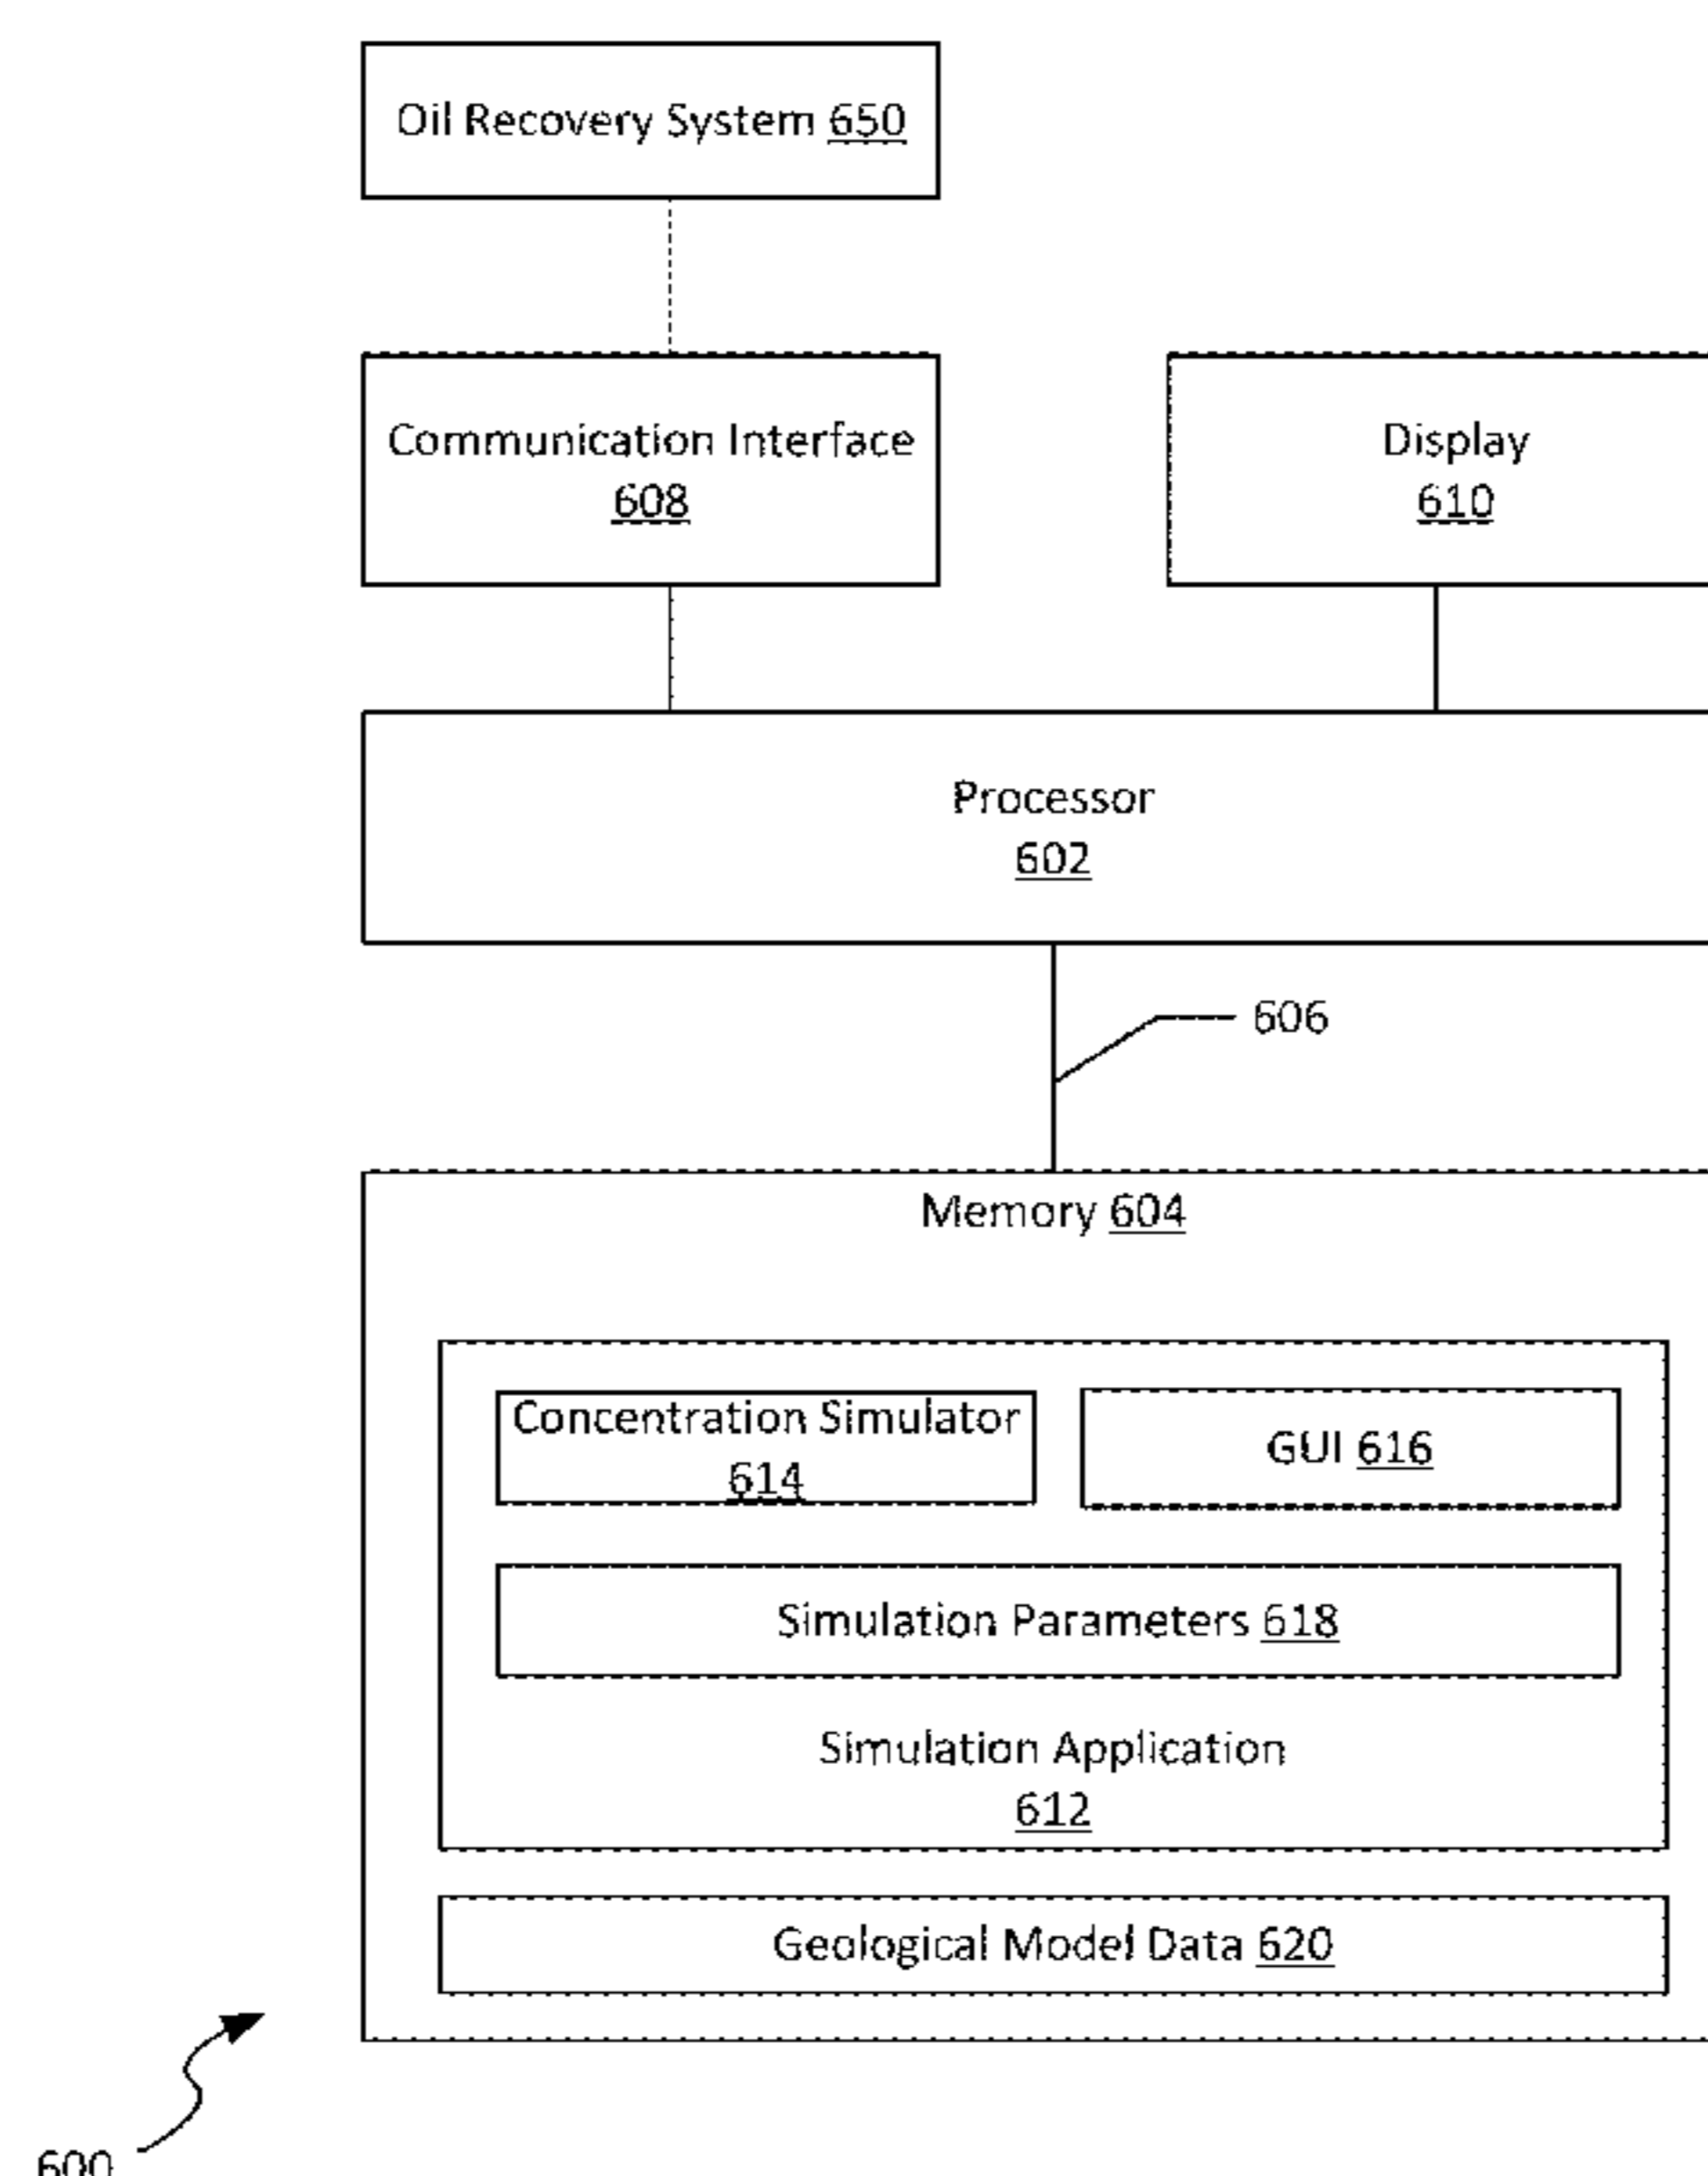 Oil Recovery System 650
Communication Interface
608
Display
610
Processor
602
606
Memory 604
Concentration Simulator
614
GUI 616
Simulation Parameters 618
Simulation Application
612
Geological Model Data 620
600